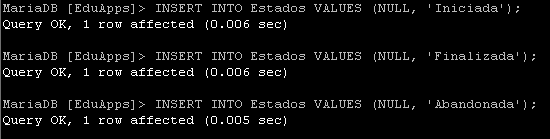 MariaDB [EduApps]> INSERT INTO Estados VALUES (NULL, 'Iniciada');
Query OK, 1 row affected (0.006 sec)
MariaDB [EduApps]> INSERT INTO Estados VALUES (NULL, 'Finalizada');
Query OK, 1 row affected (0.006 sec)
MariaDB [EduApps]> INSERT INTO Estados VALUES (NULL, 'Abandonada');
Query OK, 1 row affected (0.005 sec)